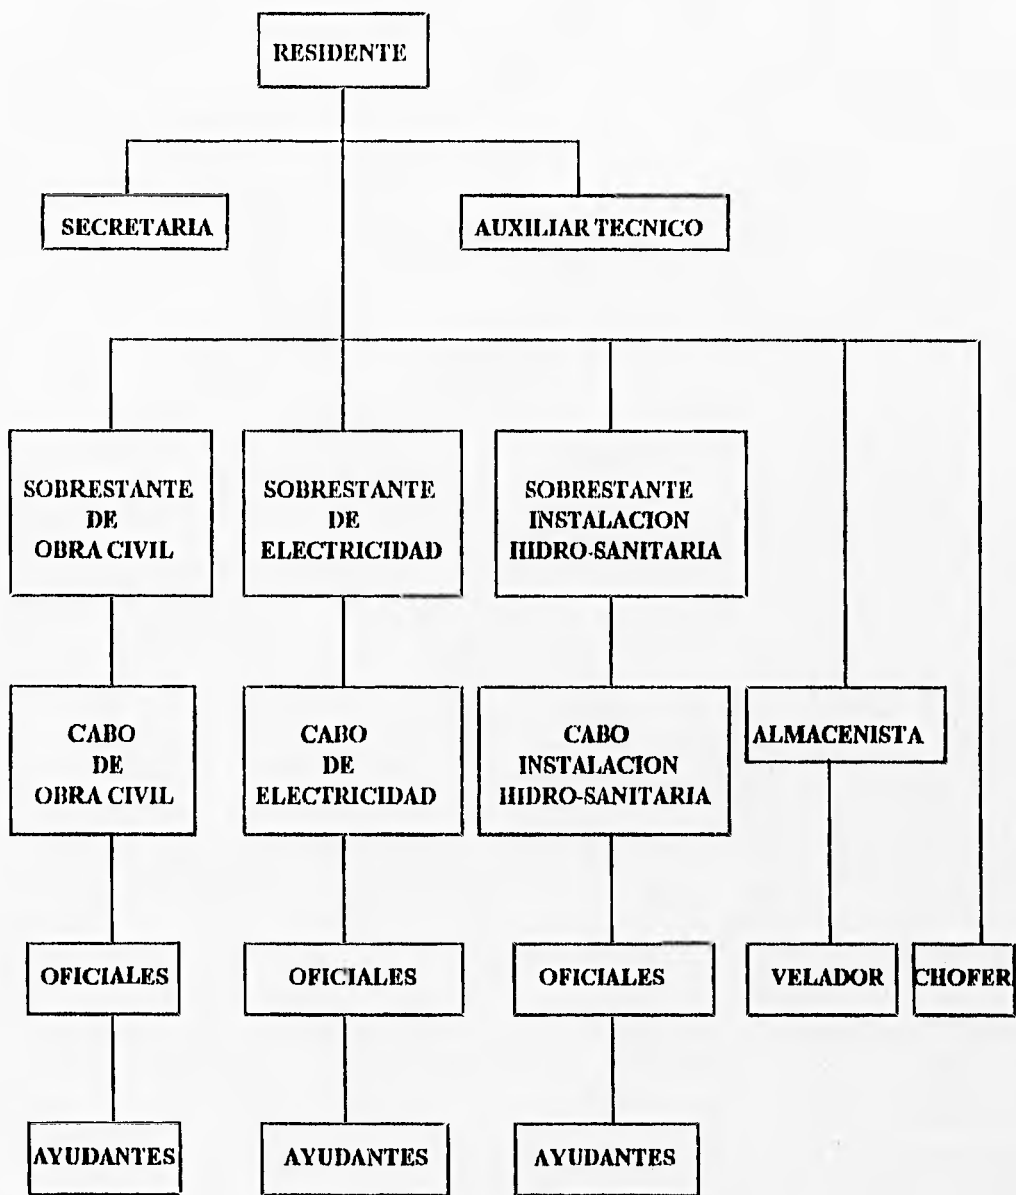 RESIDENTE
SECRETARIA
AUXILIAR TECNICO
SOBRESTANTE
DE
OBRA CIVIL
SOBRESTANTE
DE
ELECTRICIDAD
SOBRESTANTE
INSTALACION
HIDRO-SANITARIA
CABO
DE
OBRA CIVIL
CABO
DE
ELECTRICIDAD
CABO
INSTALACION
HIDRO-SANITARIA
ALMACENISTA
OFICIALES
OFICIALES
OFICIALES
VELADOR
CHOFER
AYUDANTES
AYUDANTES
AYUDANTES